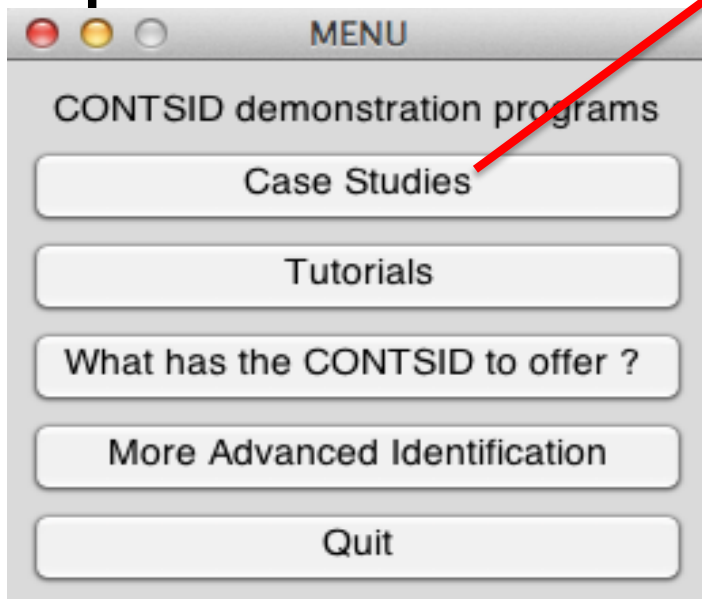 MENU
CONTSID demonstration programs
Case Studies
Tutorials
What has the CONTSID to offer ?
More Advanced Identification
Quit